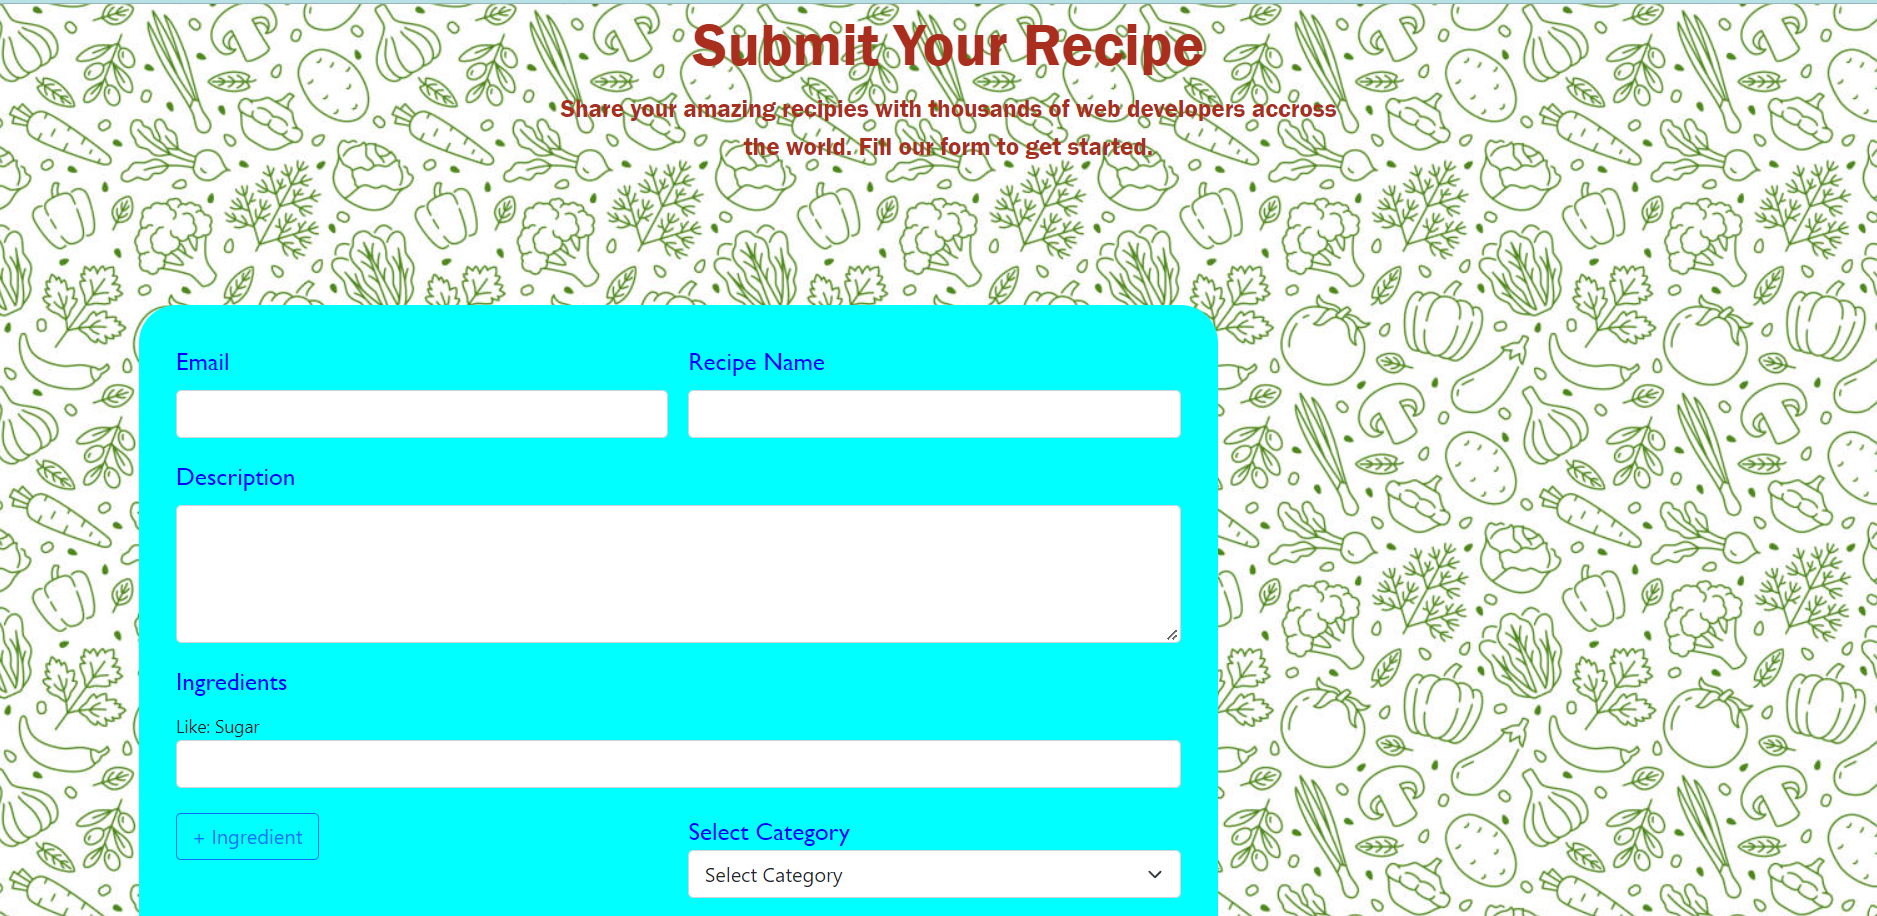 Submit Your Recipe
Share your amazing recipies with thousands of web developers accross
the world. Fill our form to get started.
Email
Recipe Name
Description
Ingredients
Like: Sugar
+ Ingredient
Select Category
Select Category